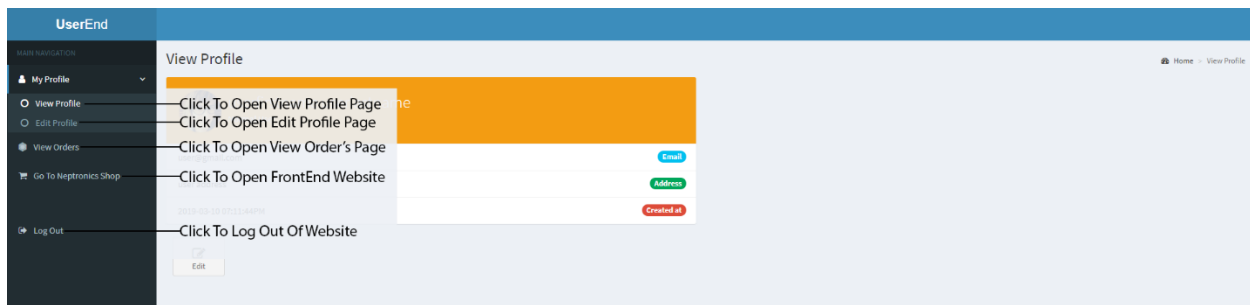 UserEnd
MAIN NAVIGATION
My Profile
View Profile
Edit Profile
View Orders
Go To Neptronics Shop
Log Out
View Profile
Home > View Profile
Click To Open View Profile Page
Click To Open Edit Profile Page
Click To Open View Order's Page
Click To Open FrontEnd Website
Click To Log Out Of Website
Email
Address
Created at
Edit